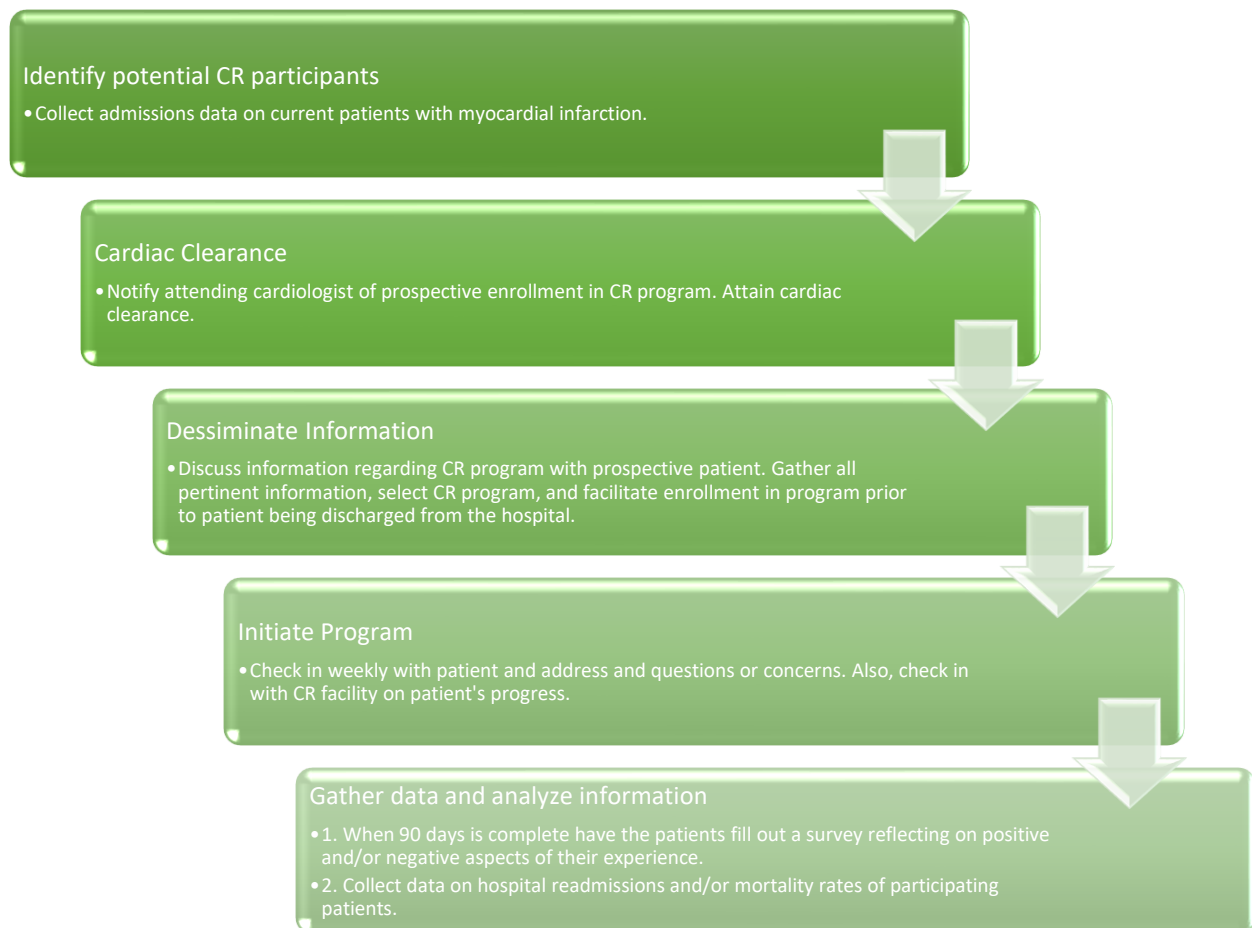 Identify potential CR participants
•Collect admissions data on current patients with myocardial infarction.
Cardiac Clearance
•Notify attending cardiologist of prospective enrollment in CR program. Attain cardiac
clearance.
Dessiminate Information
•Discuss information regarding CR program with prospective patient. Gather all
pertinent information, select CR program, and facilitate enrollment in program prior
to patient being discharged from the hospital.
Initiate Program
•Check in weekly with patient and address and questions or concerns. Also, check in
with CR facility on patient's progress.
Gather data and analyze information
•1. When 90 days is complete have the patients fill out a survey reflecting on positive
and/or negative aspects of their experience.
•2. Collect data on hospital readmissions and/or mortality rates of participating
patients.